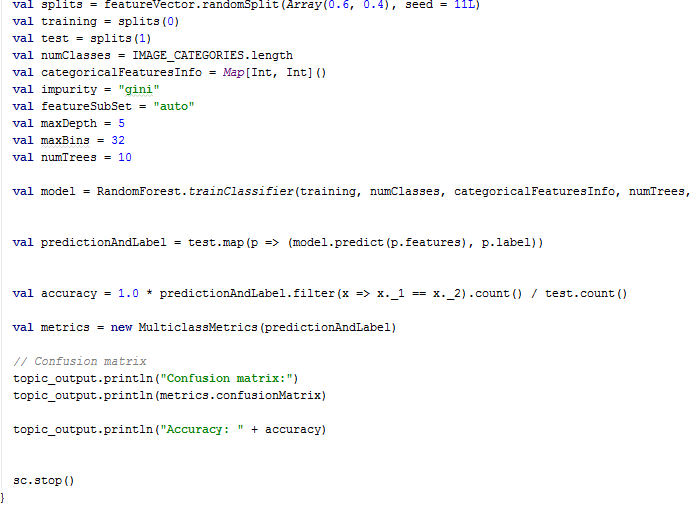 val splits = featureVector.randomSplit(Array(0.6, 0.4), seed = 11L)
val training = splits(0)
val test = splits(1)
val numClasses = IMAGE_CATEGORIES.length
val categoricalFeaturesInfo = Map[Int, Int]()
val impurity = "gini"
val featureSubSet = "auto"
val maxDepth = 5
val maxBins = 32
val numTrees = 10
val model = RandomForest.trainClassifier(training, numClasses, categoricalFeaturesInfo, numTrees,
val predictionAndLabel = test.map(p => (model.predict(p.features), p.label))
val accuracy = 1.0 * predictionAndLabel.filter(x => x._1 == x._2).count() / test.count()
val metrics = new MulticlassMetrics(predictionAndLabel)
// Confusion matrix
topic_output.println("Confusion matrix:")
topic_output.println(metrics.confusionMatrix)
topic_output.println("Accuracy: " + accuracy)
sc.stop()
}